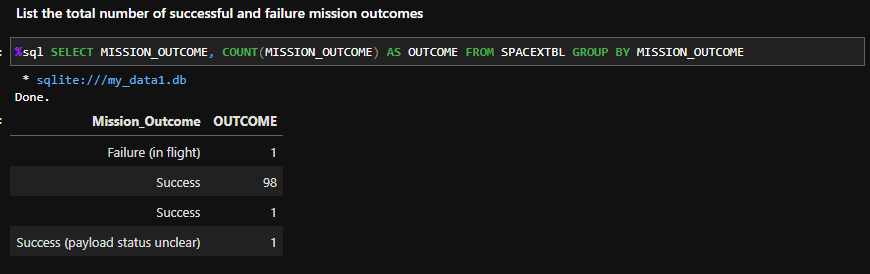 List the total number of successful and failure mission outcomes
%sql SELECT MISSION_OUTCOME, COUNT(MISSION_OUTCOME) AS OUTCOME FROM SPACEXTBL GROUP BY MISSION_OUTCOME
* sqlite:///my_data1.db
Done.
Mission_Outcome OUTCOME
Failure (in flight) 1
Success 98
Success 1
Success (payload status unclear) 1